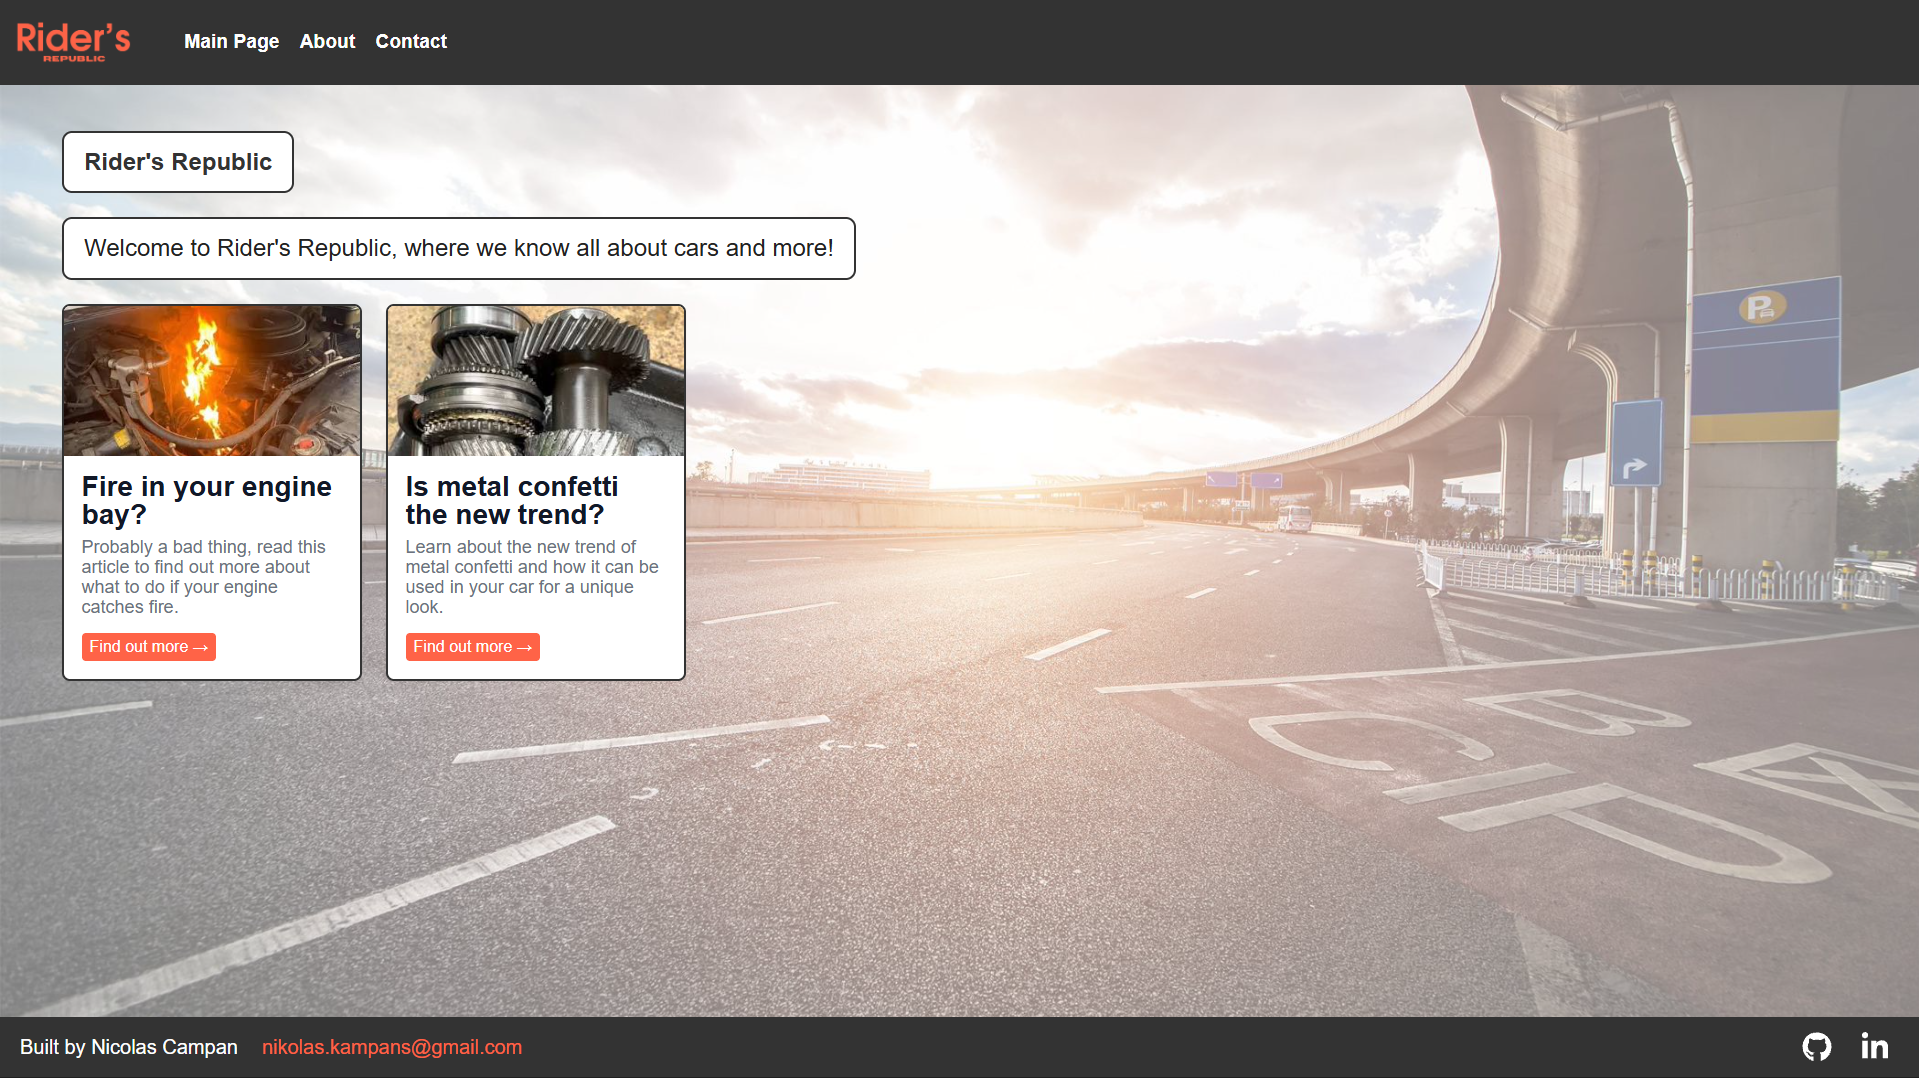 Rider's
REPUBLIC
Main Page About Contact
Rider's Republic
Welcome to Rider's Republic, where we know all about cars and more!
Fire in your engine
bay?
Probably a bad thing, read this
article to find out more about
what to do if your engine
catches fire.
Find out more →
Is metal confetti
the new trend?
Learn about the new trend of
metal confetti and how it can be
used in your car for a unique
look.
Find out more →
P
Built by Nicolas Campan nikolas.kampans@gmail.com
in